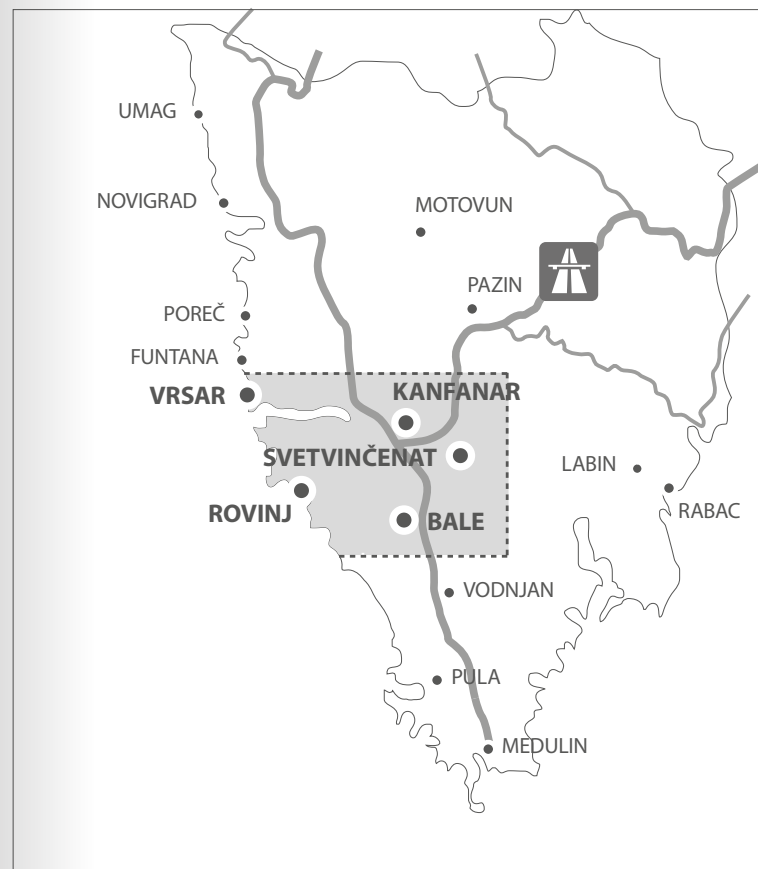 UMAG
NOVIGRAD
MOTOVUN
PAZIN
POREČ
FUNTANA
VRSAR
KANFANAR
SVETVINČENAT
LABIN
RABAC
ROVINJ
BALE
VODNJAN
PULA
MEDULIN